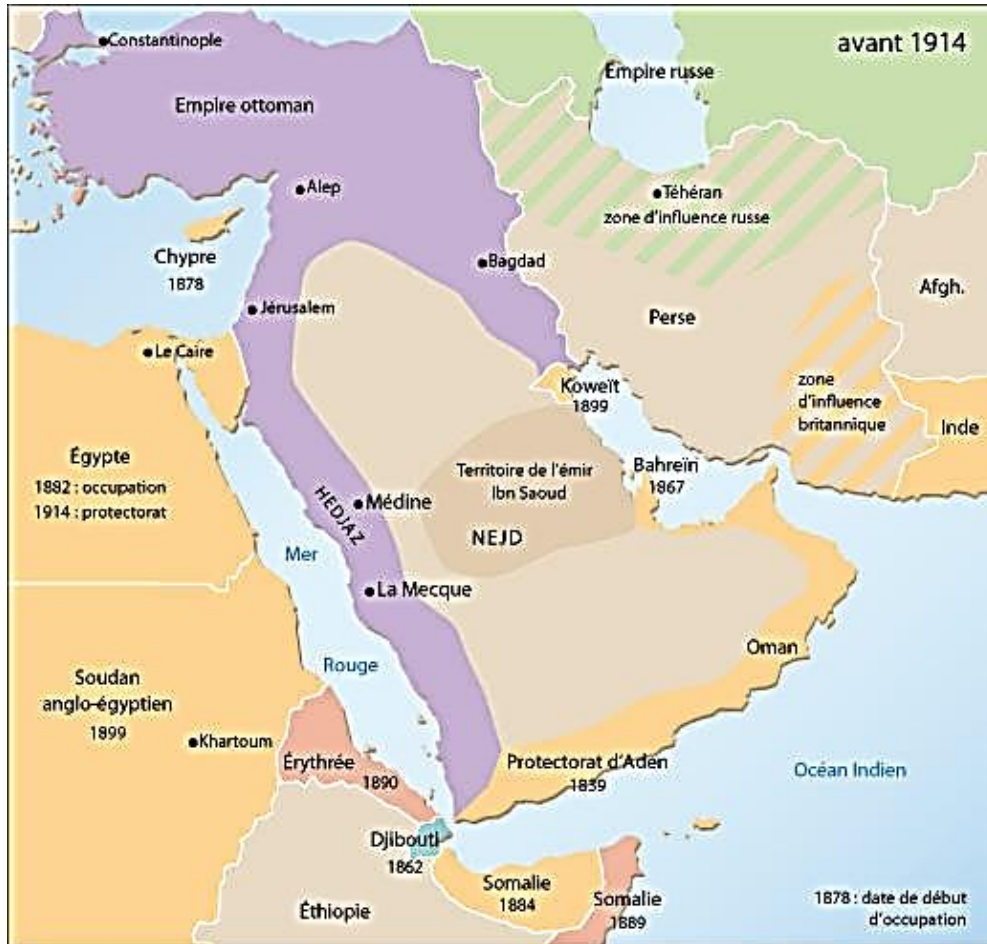 avant 1914
Constantinople
Empire russe
Empire ottoman
Alep
Téhéran
zone d'influence russe
Chypre
1878
Bagdad
Afgh.
Jérusalem
Perse
Le Caire
Koweït
1899
zone
d'influence
britannique
Inde
Égypte
1882 : occupation
1914 : protectorat
Territoire de l'émir
Ibn Saoud
NEJD
Bahreïn
1867
HEDJAZ
Médine
Mer
Rouge
La Mecque
Oman
Soudan
anglo-égyptien
1899
Khartoum
Érythrée
1890
Protectorat d'Aden
1839
Océan Indien
Djibouti
1862
Somalie
1884
Somalie
1889
Éthiopie
1878 : date de début
d'occupation